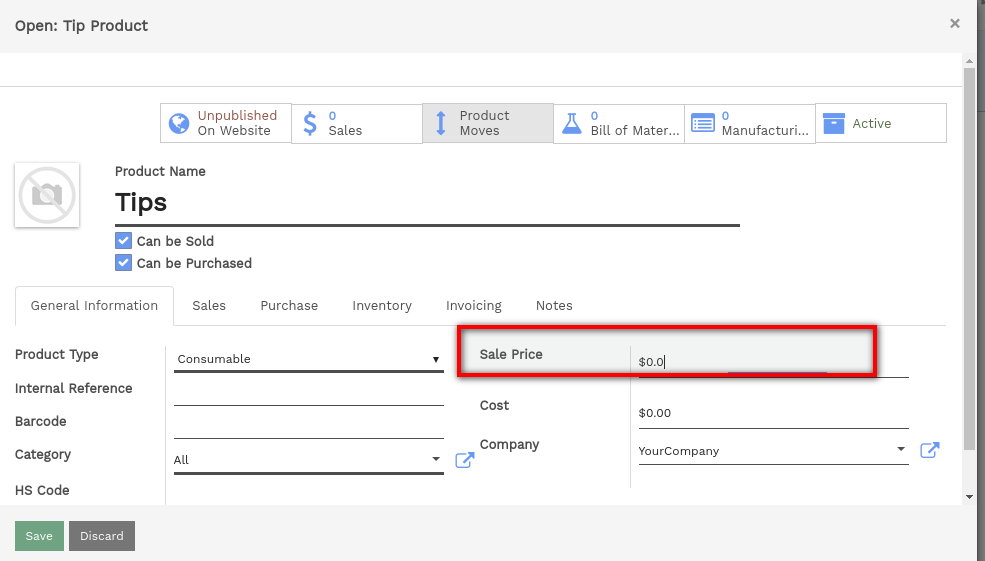 Open: Tip Product ×
Unpublished
On Website
0
Sales
Product
Moves
0
Bill of Mater...
0
Manufacturi...
Active
Product Name
Tips
Can be Sold
Can be Purchased
General Information Sales Purchase Inventory Invoicing Notes
Product Type Consumable
Sale Price $0.0
Internal Reference
Cost $0.00
Barcode
Company YourCompany
Category All
HS Code
Save Discard